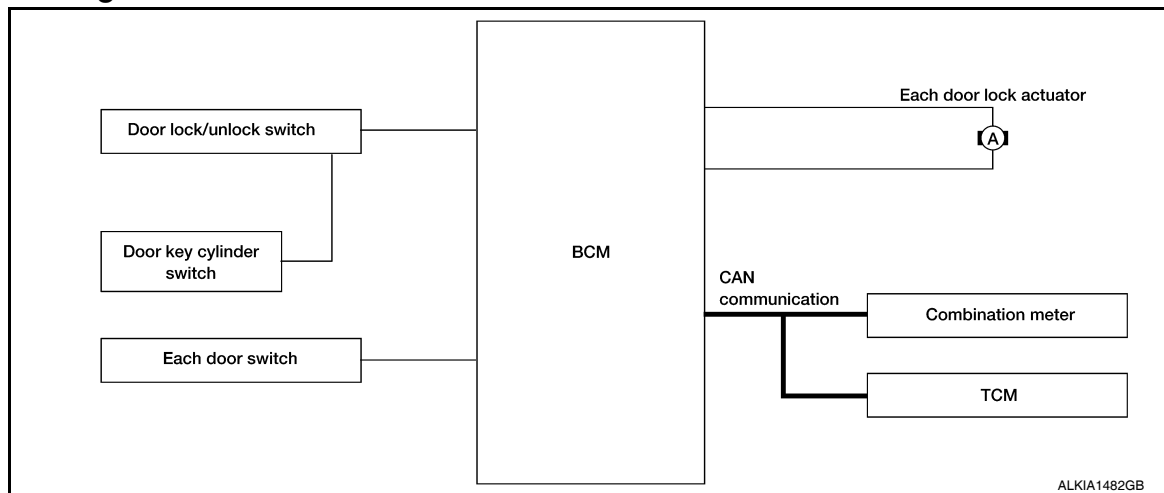 Door lock/unlock switch
Door key cylinder
switch
Each door switch
BCM
Each door lock actuator
A
CAN
communication
Combination meter
TCM
ALKIA1482GB